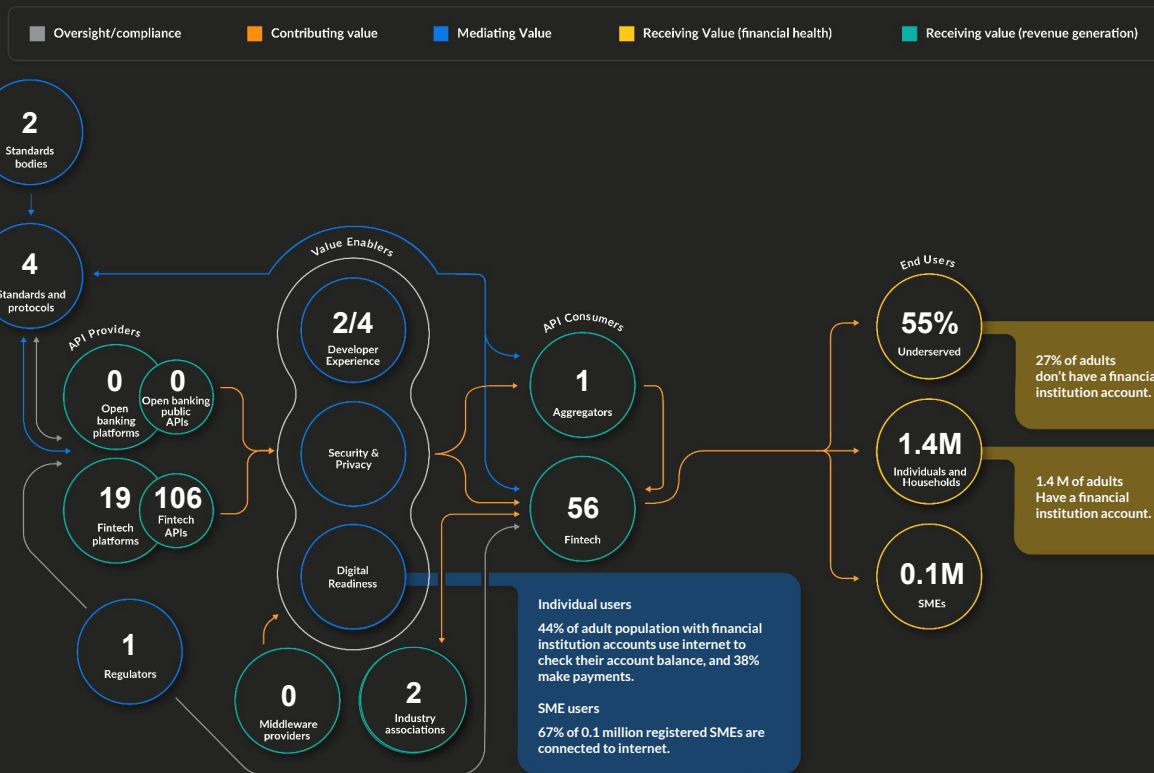 Oversight/compliance
Contributing value
Mediating Value
Receiving Value (financial health)
Receiving value (revenue generation)
2
Standards
bodies
4
Standards and
protocols
API Providers
0
Open
banking
platforms
0
Open banking
public
APIs
19
Fintech
platforms
106
Fintech
APIs
1
Regulators
Value Enablers
2/4
Developer
Experience
Security &
Privacy
Digital
Readiness
0
Middleware
providers
2
Industry
associations
API Consumers
1
Aggregators
56
Fintech
Individual users
44% of adult population with financial
institution accounts use internet to
check their account balance, and 38%
make payments.
SME users
67% of 0.1 million registered SMEs are
connected to internet.
End Users
55%
Underserved
1.4M
Individuals and
Households
0.1M
SMEs
27% of adults
don't have a financia
institution account.
1.4 M of adults
Have a financial
institution account.